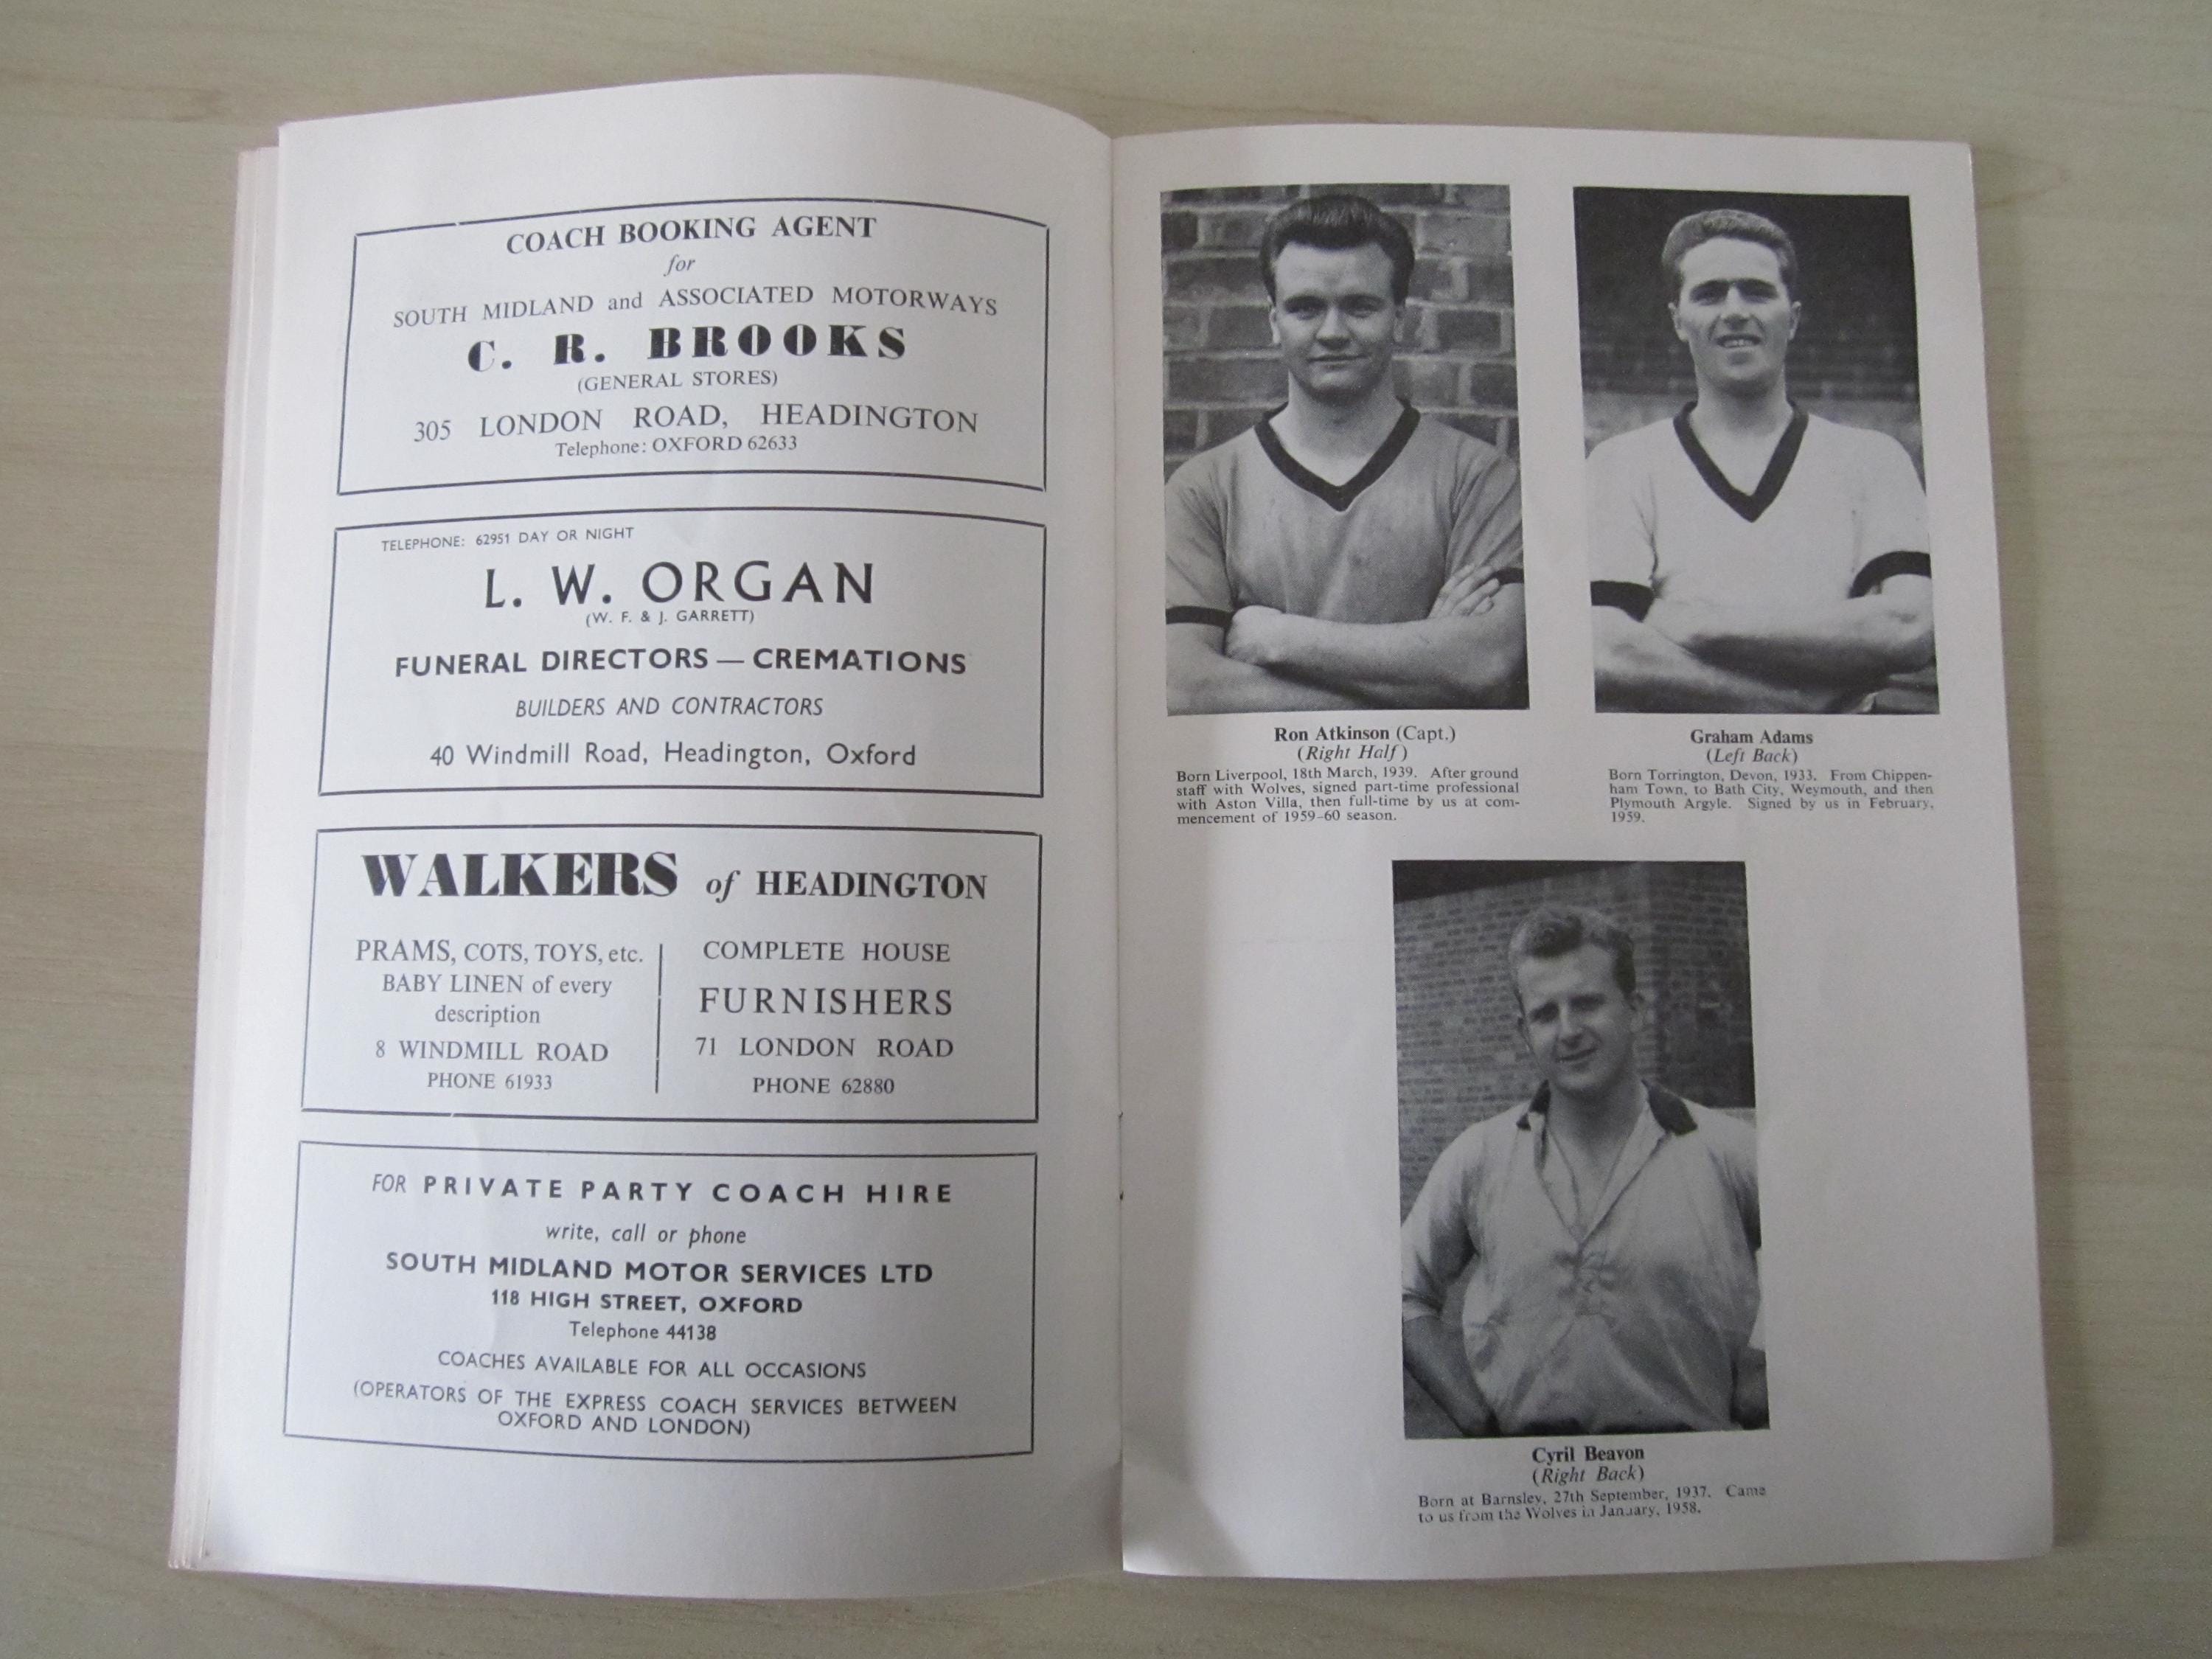 COACH BOOKING AGENT
for
SOUTH MIDLAND and ASSOCIATED MOTORWAYS
C. R. BROOKS
(GENERAL STORES)
305 LONDON ROAD, HEADINGTON
Telephone: OXFORD 62633
TELEPHONE: 62951 DAY OR NIGHT
L. W. ORGAN
(W. F. & J. GARRETT)
FUNERAL DIRECTORS — CREMATIONS
BUILDERS AND CONTRACTORS
40 Windmill Road, Headington, Oxford
WALKERS of HEADINGTON
PRAMS, COTS, TOYS, etc.
BABY LINEN of every
description
8 WINDMILL ROAD
PHONE 61933
COMPLETE HOUSE
FURNISHERS
71 LONDON ROAD
PHONE 62880
FOR PRIVATE PARTY COACH HIRE
write, call or phone
SOUTH MIDLAND MOTOR SERVICES LTD
118 HIGH STREET, OXFORD
Telephone 44138
COACHES AVAILABLE FOR ALL OCCASIONS
(OPERATORS OF THE EXPRESS COACH SERVICES BETWEEN
OXFORD AND LONDON)
Ron Atkinson (Capt.)
(Right Half)
Born Liverpool, 18th March, 1939. After ground
staff with Wolves, signed part-time professional
with Aston Villa, then full-time by us at com-
mencement of 1959-60 season.
Graham Adams
(Left Back)
Born Torrington, Devon, 1933. From Chippen-
ham Town, to Bath City, Weymouth, and then
Plymouth Argyle. Signed by us in February,
1959.
Cyril Beavon
(Right Back)
Born at Barnsley, 27th September, 1937. Came
to us from the Wolves in January, 1958.